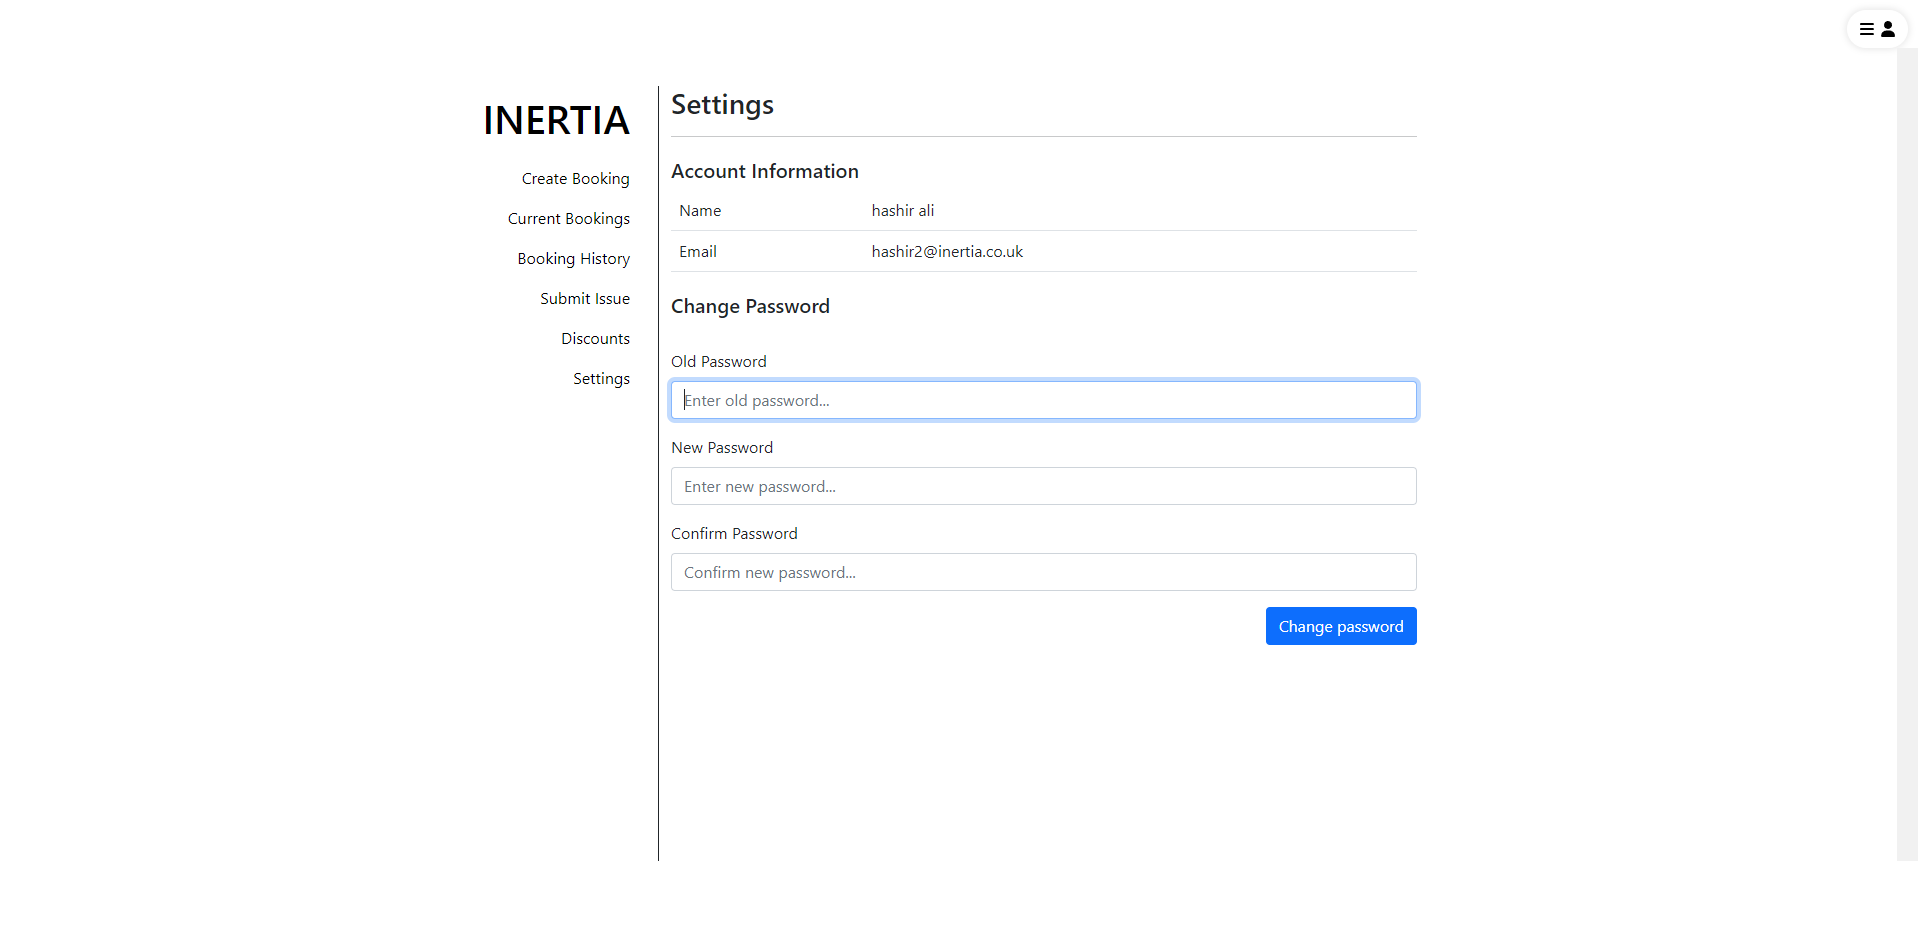 INERTIA
Create Booking
Current Bookings
Booking History
Submit Issue
Discounts
Settings
Settings
Account Information
Name hashir ali
Email hashir2@inertia.co.uk
Change Password
Old Password
Enter old password...
New Password
Enter new password...
Confirm Password
Confirm new password...
Change password